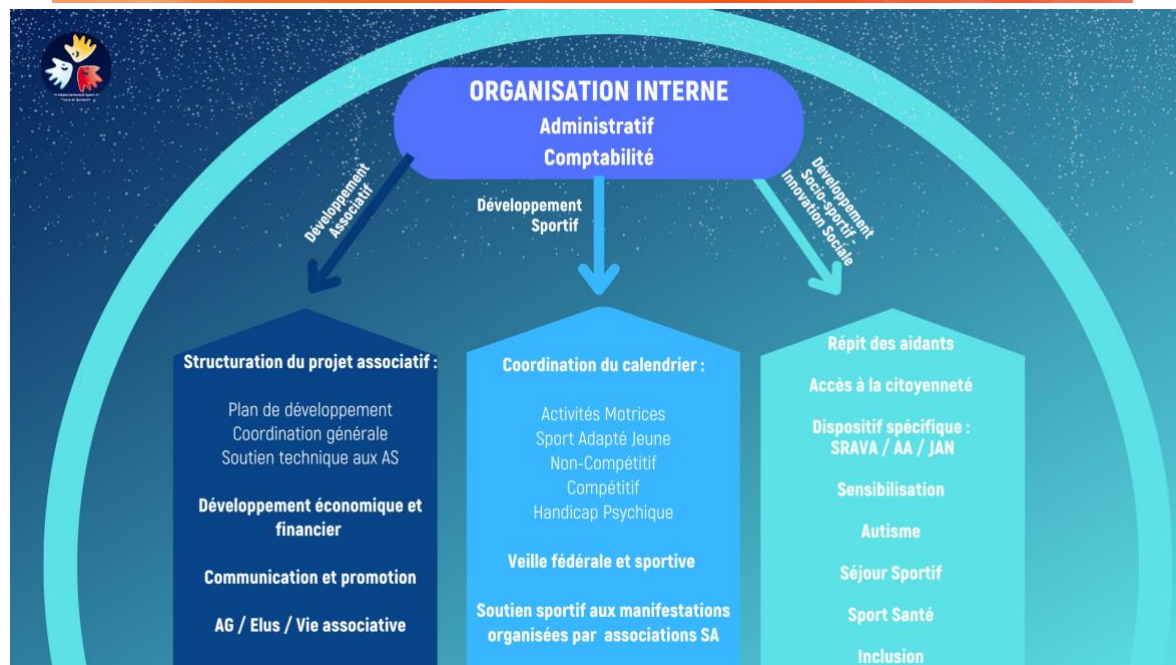 ORGANISATION INTERNE
Administratif
Comptabilité
Développement
Associatif
Développement
Sportif
Développement
Socio-sportif -
Innovation Sociale
Structuration du projet associatif :
Plan de développement
Coordination générale
Soutien technique aux AS
Développement économique et
financier
Communication et promotion
AG / Elus / Vie associative
Coordination du calendrier :
Activités Motrices
Sport Adapté Jeune
Non-Compétitif
Compétitif
Handicap Psychique
Veille fédérale et sportive
Soutien sportif aux manifestations
organisées par associations SA
Répit des aidants
Accès à la citoyenneté
Dispositif spécifique :
SRAVA / AA / JAN
Sensibilisation
Autisme
Séjour Sportif
Sport Santé
Inclusion